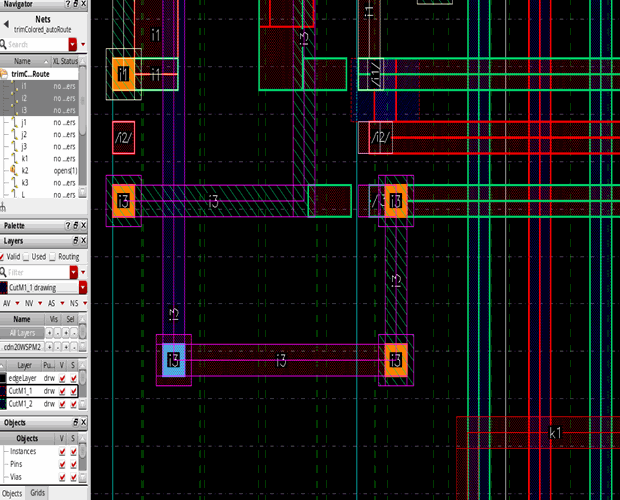 Navigator
Nets
trimColored_autoRoute
Search
Name
XL Status
trimC...Route
i1 no ...ers
i2 no ...ers
i3 no ...ers
j1 no ...ers
j2 no ...ers
j3 no ...ers
k1 no ...ers
k2 opens(1)
k3 no ...ers
L no ...ers
Palette
Layers
Valid Used Routing
Filter
CutM1_1 drawing
AV NV AS NS
Name Vis Sel
All Layers
cdn20WSPM2
Layer Pu... V S
edgeLayer drw
CutM1_1 drw
CutM1_2 drw
Objects
Objects V S
Instances
Pins
Vias
Objects Grids
i1
i3
i1
i1
i1
/i1/
/i2/
/i2/
i3
i3
i3
i3
i3
i3
i3
i3
k1